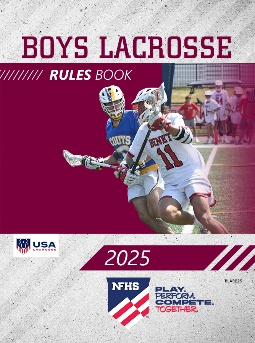 BOYS LACROSSE
RULES BOOK
11
USA
LACROSSE
2025
NFHS
PLAY.
PERFORM.
COMPETE.
TOGETHER.